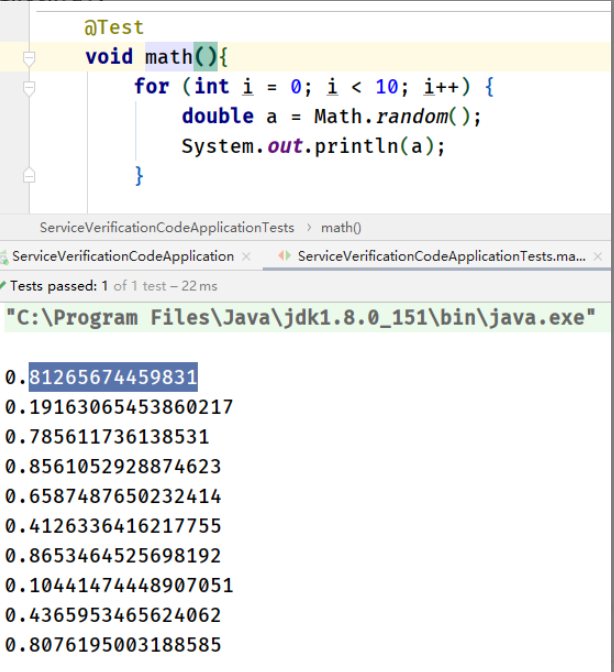 @Test
void math(){
for (int i = 0; i < 10; i++) {
double a = Math.random();
System.out.println(a);
}
ServiceVerificationCodeApplicationTests › math()
ServiceVerificationCodeApplication × ServiceVerificationCodeApplicationTests.ma... ×
Tests passed: 1 of 1 test – 22 ms
"C:\Program Files\Java\jdk1.8.0_151\bin\java.exe"
0.81265674459831
0.19163065453860217
0.785611736138531
0.8561052928874623
0.6587487650232414
0.4126336416217755
0.8653464525698192
0.10441474448907051
0.4365953465624062
0.8076195003188585